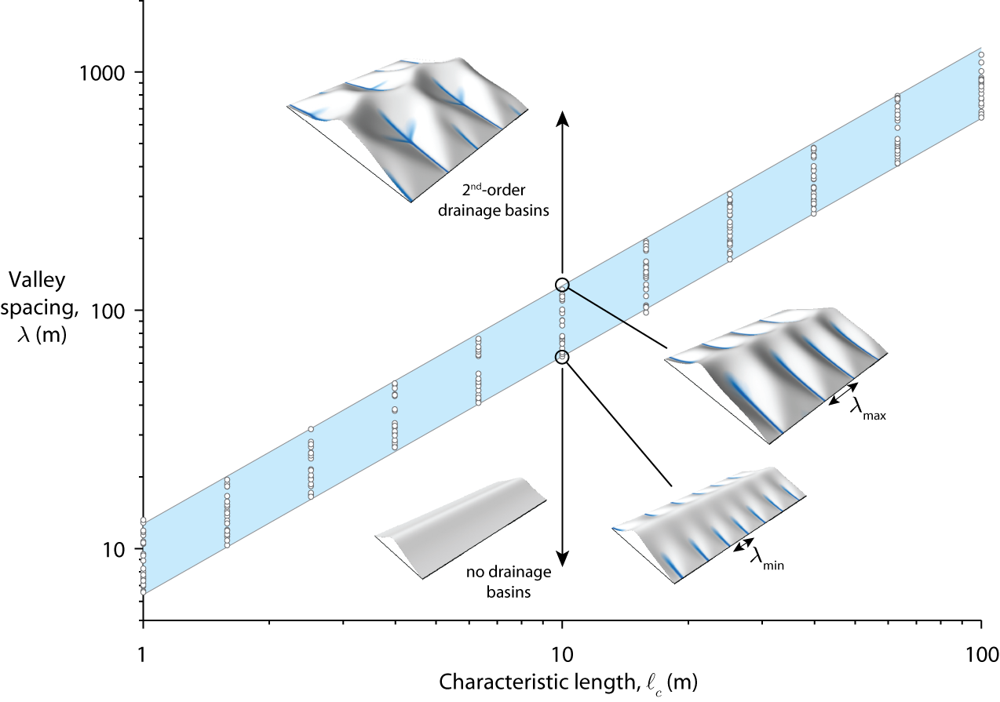 1000
2nd-order
drainage basins
Valley
spacing,
λ (m)
100
λmax
10
no drainage
basins
λmin
1
10
100
Characteristic length, ℓc (m)